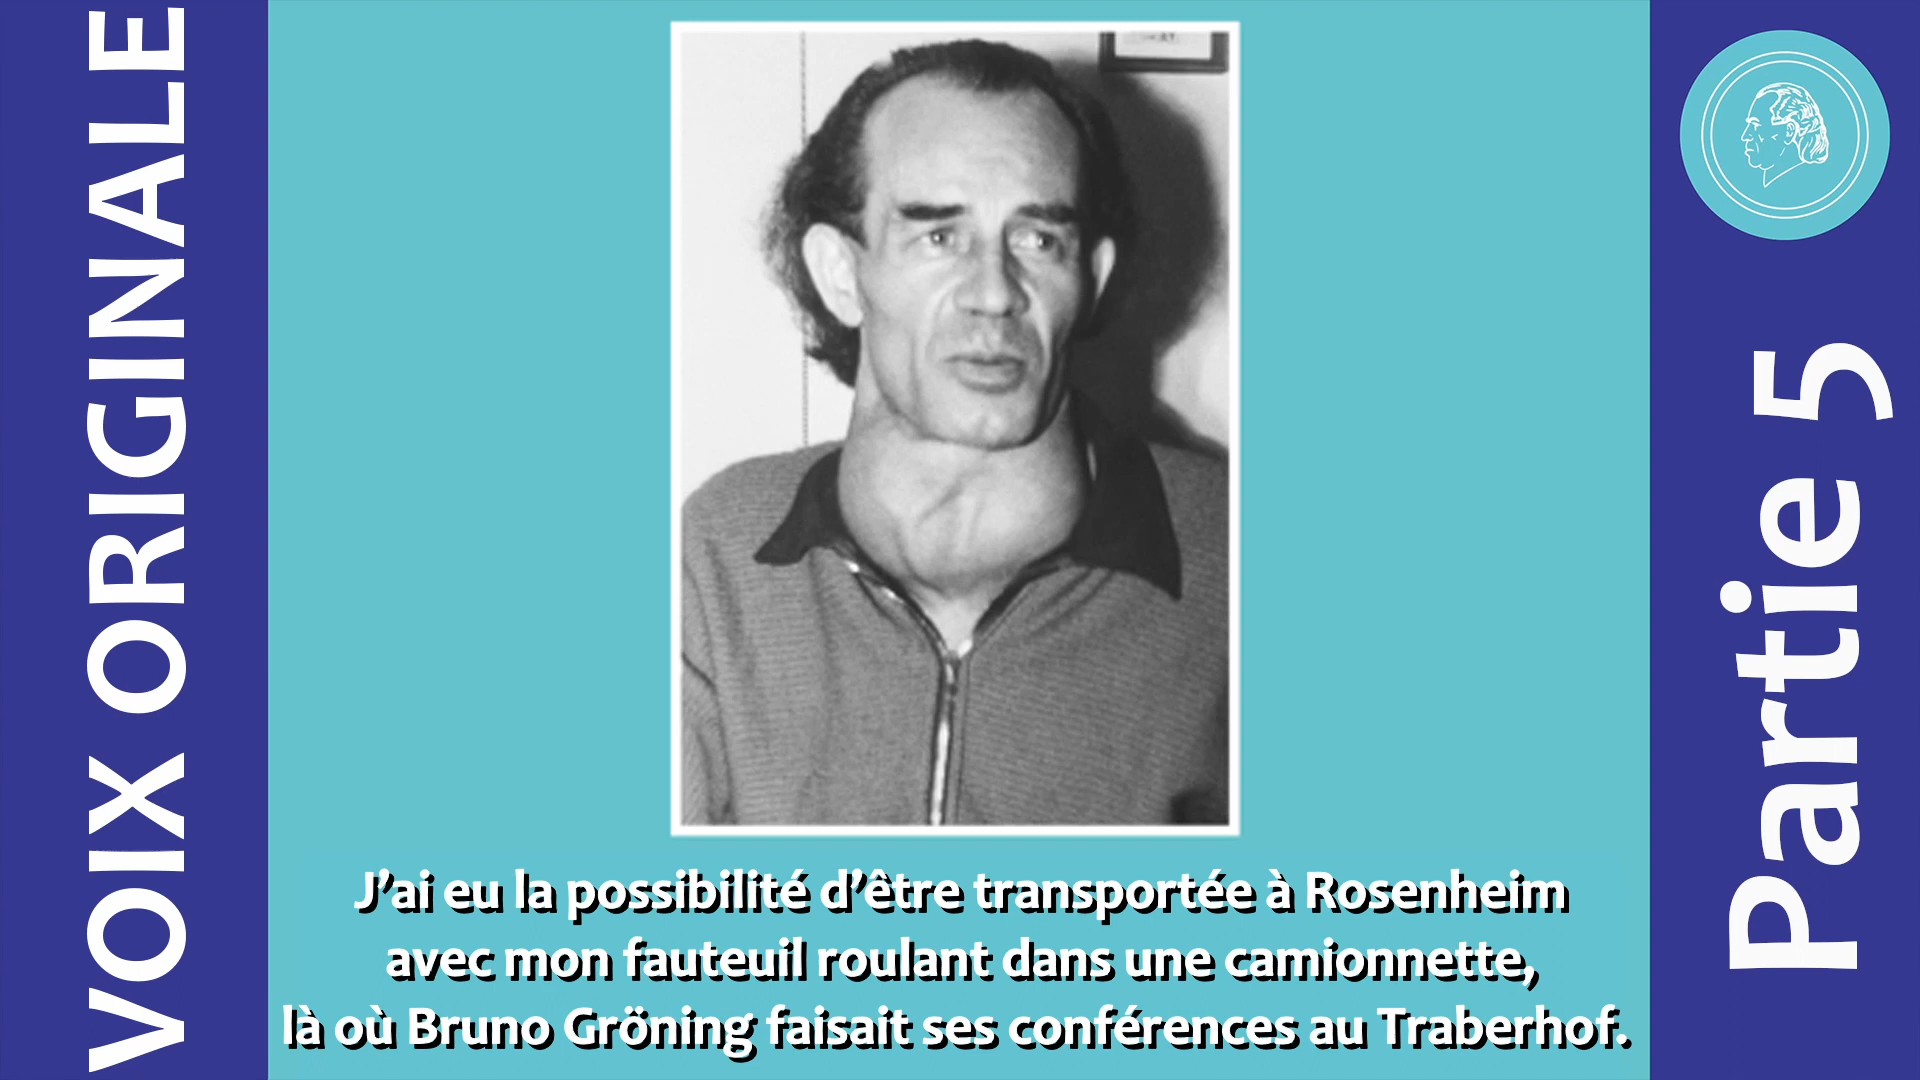 VOIX ORIGINALE
J’ai eu la possibilité d’être transportée à Rosenheim
avec mon fauteuil roulant dans une camionnette,
là où Bruno Gröning faisait ses conférences au Traberhof.
Partie 5